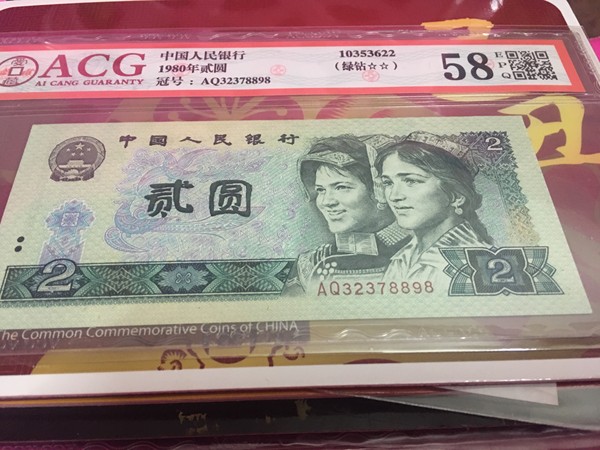 ACG
AI CANG GUARANTY
中国人民银行
1980年贰圆
冠号：AQ32378898
10353622
（绿钻☆☆）
58
E
P
Q
丑
中国人民银行
2
贰圆
2
AQ32378898
2
he Common Commemorative Coins of CHINA